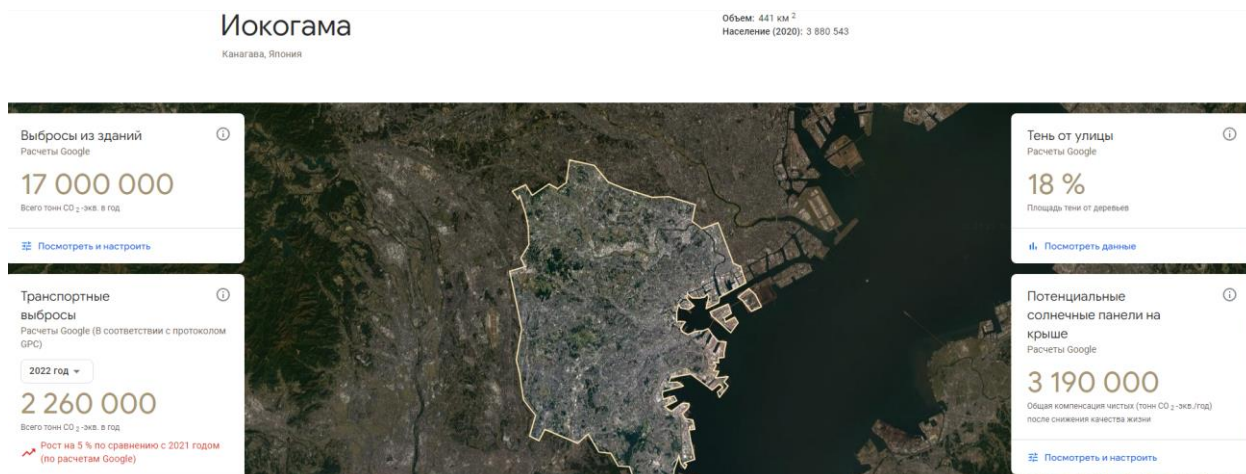 Иокогама
Канагава, Япония
Объем: 441 км 2
Население (2020): 3 880 543
Выбросы из зданий
Расчеты Google
17 000 000
Всего тонн CO 2 -экв. в год
Посмотреть и настроить
Транспортные
выбросы
Расчеты Google (В соответствии с протоколом
GPC)
2022 год
2 260 000
Всего тонн CO 2 -экв. в год
Рост на 5 % по сравнению с 2021 годом
(по расчетам Google)
Тень от улицы
Расчеты Google
18 %
Площадь тени от деревьев
Посмотреть данные
Потенциальные
солнечные панели на
крыше
Расчеты Google
3 190 000
Общая компенсация чистых (тонн CO 2 -экв./год)
после снижения качества жизни
Посмотреть и настроить